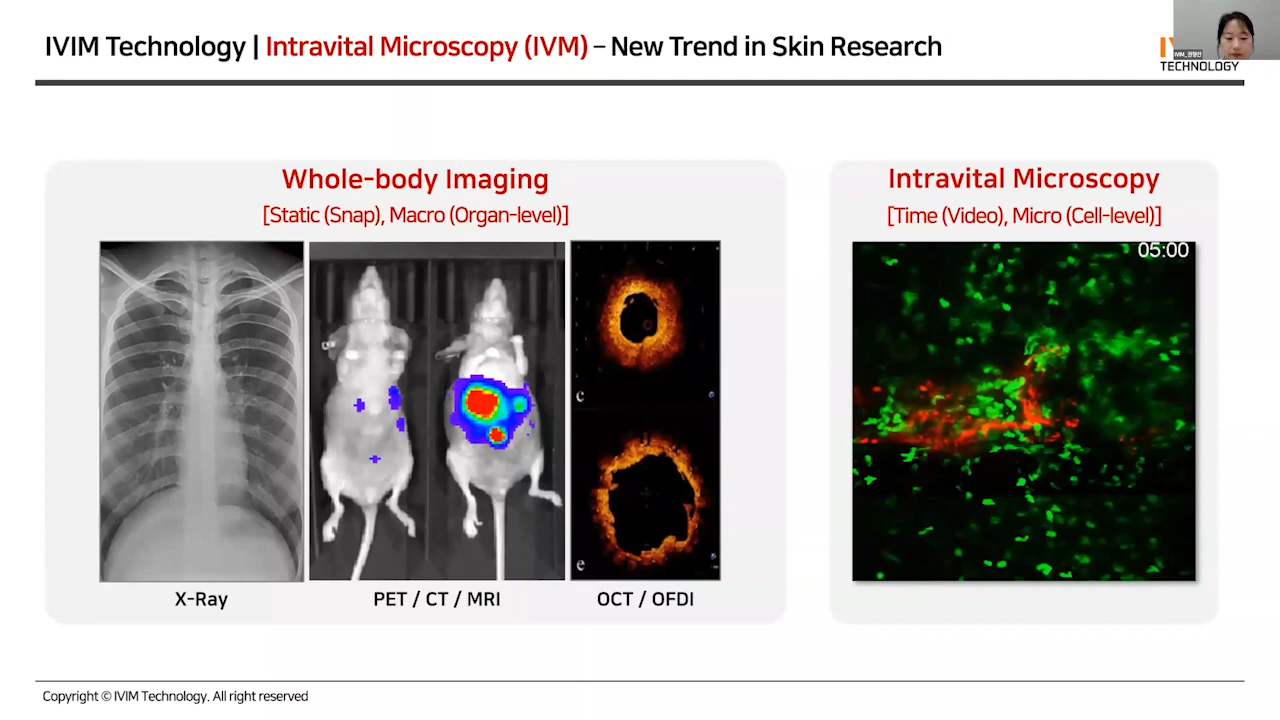 IVIM Technology | Intravital Microscopy (IVM) – New Trend in Skin Research
TECHNOLOGY
Whole-body Imaging
[Static (Snap), Macro (Organ-level)]
c
e
X-Ray
PET / CT / MRI
OCT / OFDI
Intravital Microscopy
[Time (Video), Micro (Cell-level)]
05:00
Copyright © IVIM Technology. All right reserved